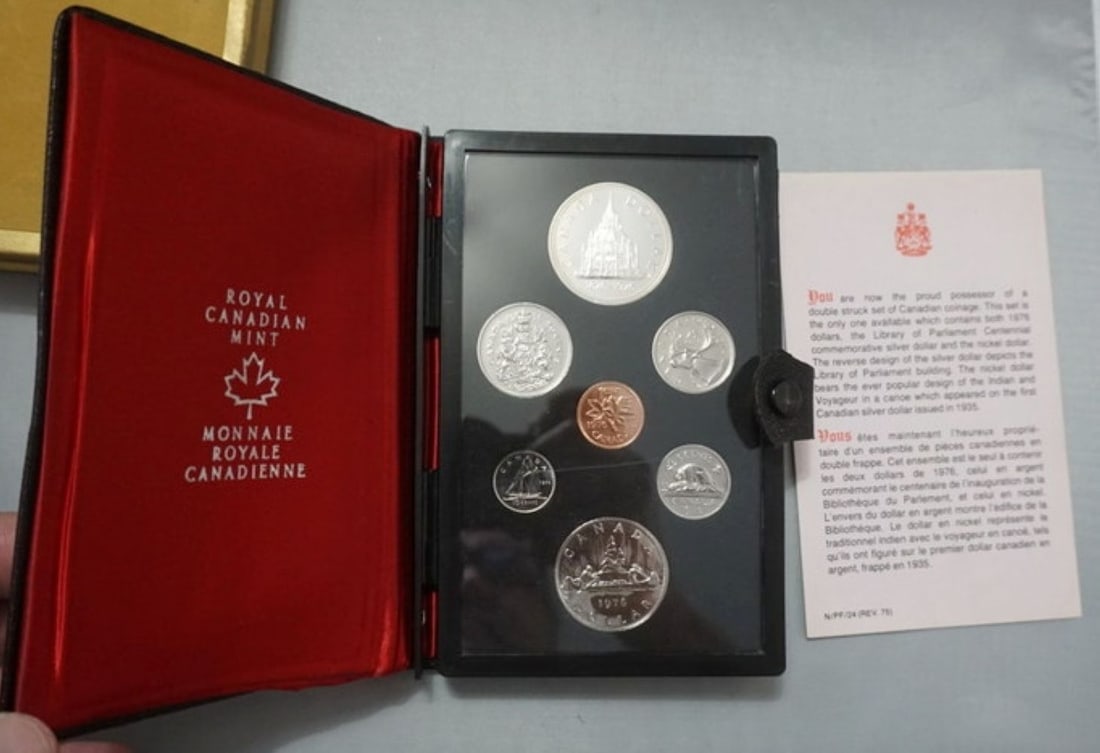 ROYAL
CANADIAN
MINT
MONNAIE
ROYALE
CANADIENNE
CANADA
1976
CANADA
CANADA
1976
You are now the proud possessor of a
double struck set of Canadian coinage. This set is
the only one available which contains both 1976
dollars, the Library of Parliament Centennial
commemorative silver dollar and the nickel dollar.
The reverse design of the silver dollar depicts the
Library of Parliament building. The nickel dollar
bears the ever popular design of the Indian and
Voyageur in a canoe which appeared on the first
Canadian silver dollar issued in 1935.
Vous êtes maintenant l'heureux proprié-
taire d'un ensemble de pièces canadiennes en
double frappe. Cet ensemble est le seul à contenir
les deux dollars de 1976, celui en argent
commémorant le centenaire de l'inauguration de la
Bibliothèque du Parlement, et celui en nickel.
L'envers du dollar en argent montre l'édifice de la
Bibliothèque. Le dollar en nickel représente le
traditionnel indien avec le voyageur en canoë, tels
qu'ils ont figuré sur le premier dollar canadien en
argent, frappé en 1935.
N/PF/24 (REV. 75)